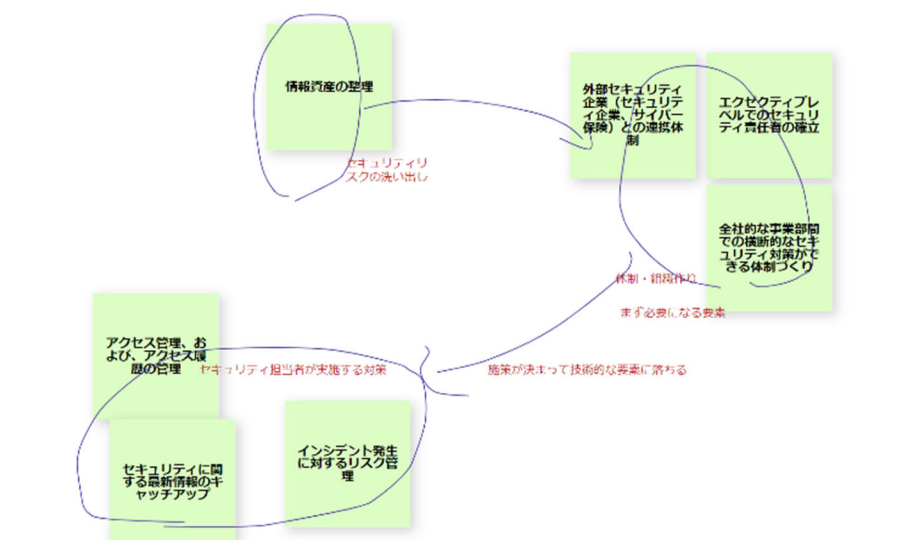 情報資産の整理
セキュリティリ
スクの洗い出し
外部セキュリティ
企業（セキュリテ
ィ企業、サイバー
保険）との連携体
制
エクセクティブレ
ベルでのセキュリ
ティ責任者の確立
全社的な事業部間
での横断的なセキ
ュリティ対策がで
きる体制づくり
体制・組織作り
まず必要になる要素
施策が決まって技術的な要素に落ちる
アクセス管理、お
よび、アクセス履
歴の管理
セキュリティ担当者が実施する対策
セキュリティに関
する最新情報のキ
ャッチアップ
インシデント発生
に対するリスク管
理